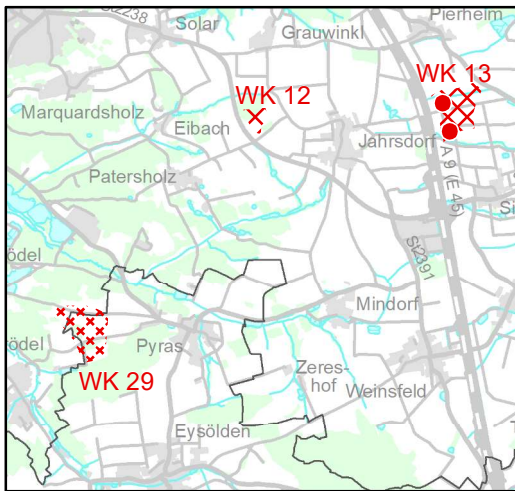 St2238
Solar
Grauwinkl
Pierheim
WK 13
WK 12
Marquardsholz
Eibach
Jahrsdorf
Patersholz
A 9 (E 45)
St2391
ödel
Mindorf
ödel
Pyras
Zeres-
hof
WK 29
Weinsfeld
Eysölden